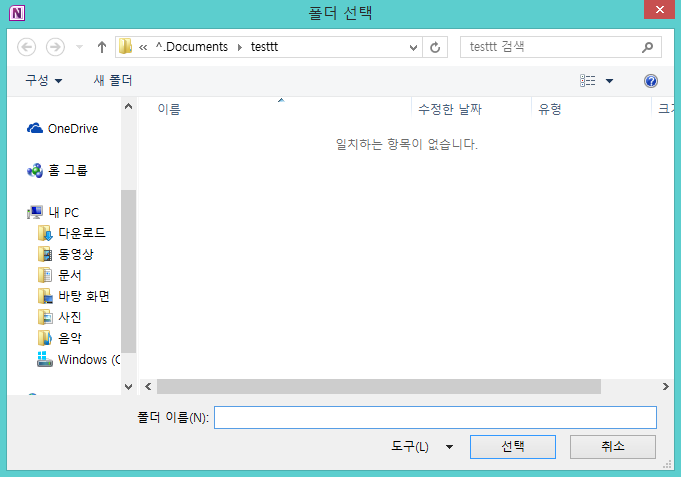 N 폴더 선택
« ^.Documents testtt
testtt 검색
구성 새 폴더
이름 수정한 날짜 유형 크기
일치하는 항목이 없습니다.
OneDrive
홈 그룹
내 PC
다운로드
동영상
문서
바탕 화면
사진
음악
Windows (C
폴더 이름(N):
도구(L) 선택 취소